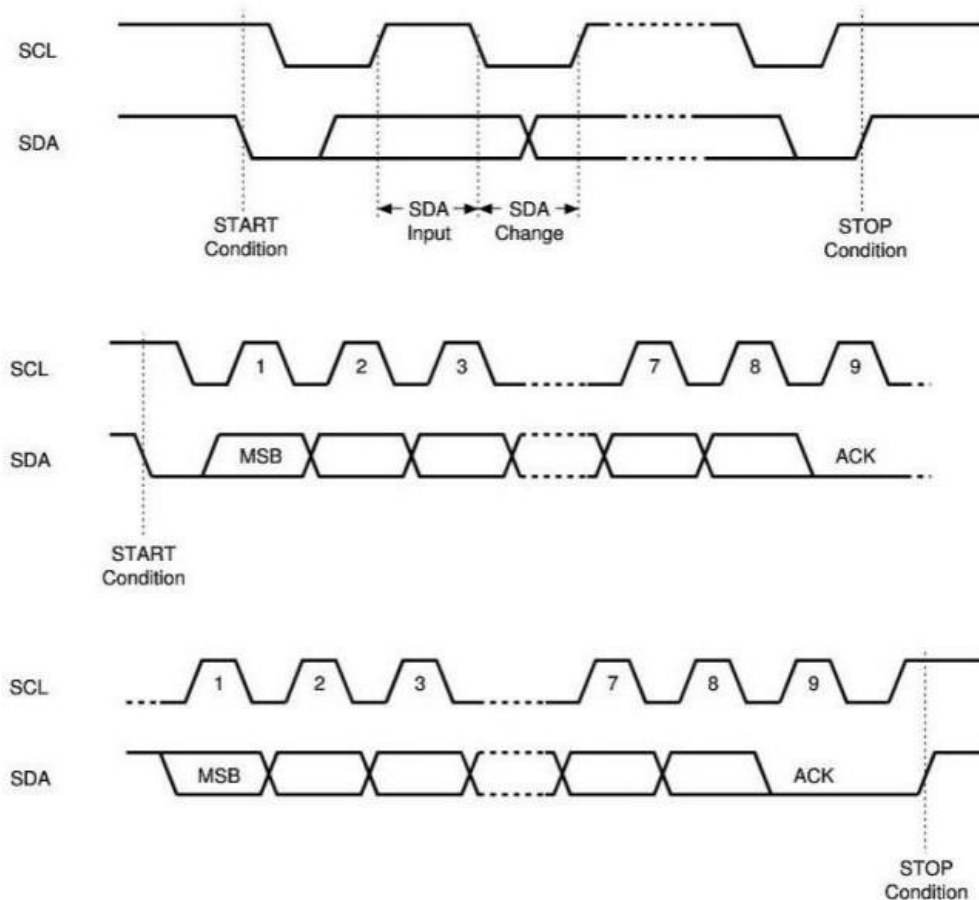 SCL
SDA
SDA
Input
SDA
Change
START
Condition
STOP
Condition
SCL
1 2 3 7 8 9
SDA
MSB
ACK
START
Condition
SCL
1 2 3 7 8 9
SDA
MSB
ACK
STOP
Condition